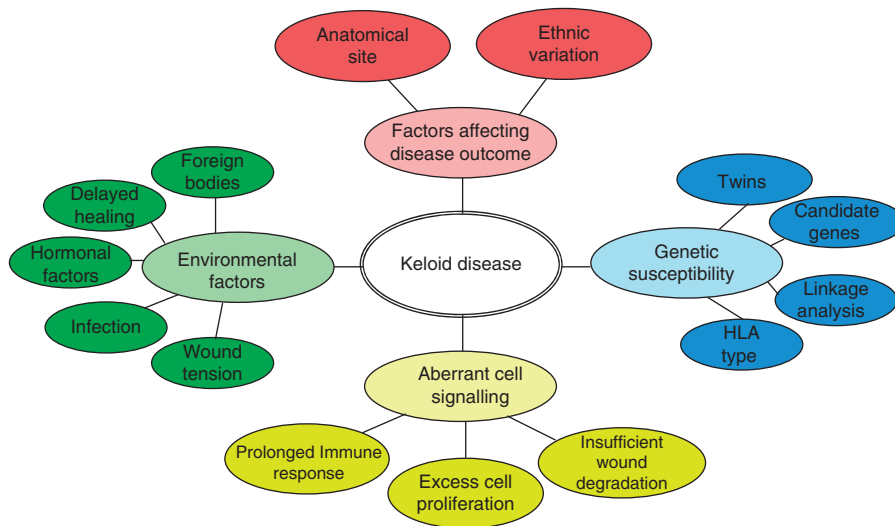 Anatomical
site
Ethnic
variation
Factors affecting
disease outcome
Foreign
bodies
Delayed
healing
Hormonal
factors
Infection
Wound
tension
Environmental
factors
Keloid disease
Genetic
susceptibility
Twins
Candidate
genes
Linkage
analysis
HLA
type
Aberrant cell
signalling
Prolonged Immune
response
Excess cell
proliferation
Insufficient
wound
degradation